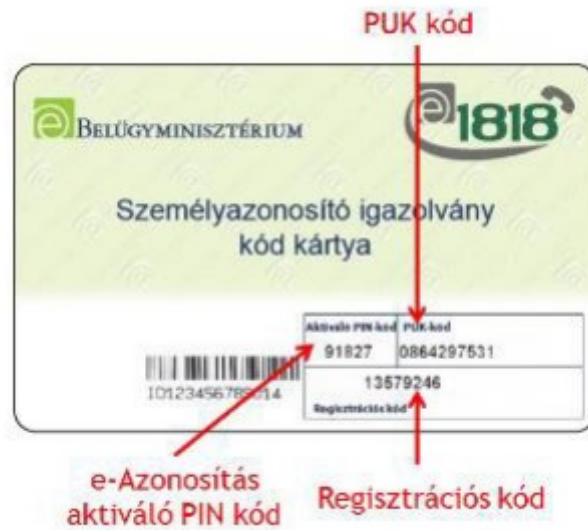 PUK kód
BELÜGYMINISZTÉRIUM
e1818
Személyazonosító igazolvány
kód kártya
Aktiváló PIN-kód PUK-kód
91827 0864297531
13579246
Regisztrációs kód
e-Azonosítás
aktiváló PIN kód
Regisztrációs kód